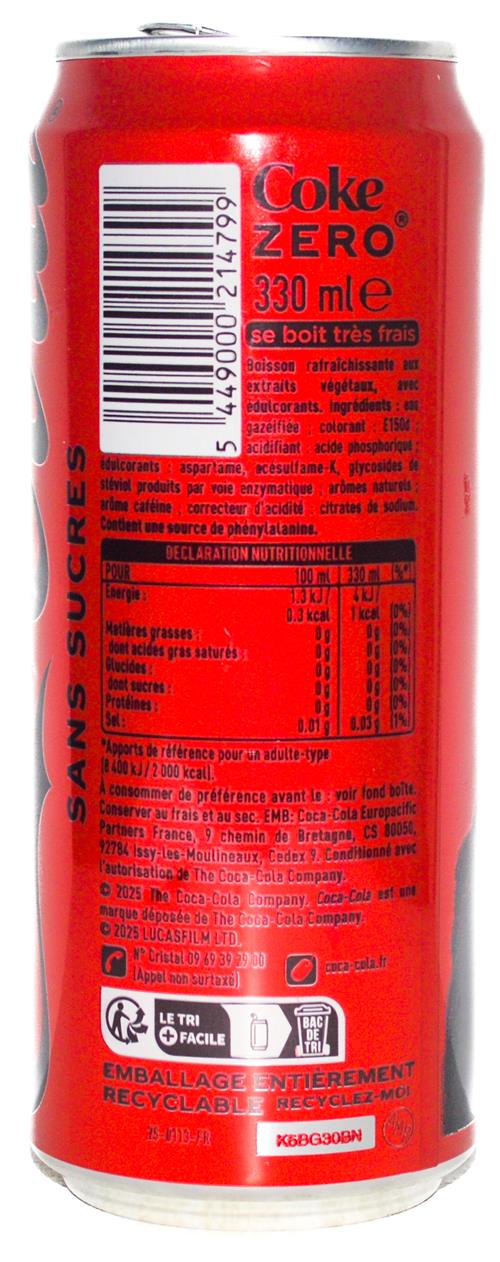 SANS SUCRES
5 449000 214799
Coke
ZERO®
330 ml e
se boit très frais
Boisson rafraîchissante aux
extraits végétaux, avec
édulcorants. Ingrédients : eau
gazéifiée ; colorant : E150d ;
acidifiant : acide phosphorique ;
édulcorants : aspartame, acésulfame-K, glycosides de
stéviol produits par voie enzymatique ; arômes naturels ;
arôme caféine ; correcteur d'acidité : citrates de sodium.
Contient une source de phénylalanine.
DECLARATION NUTRITIONNELLE
POUR 100 ml 330 ml (%*)
Energie : 1.3 kJ / 4 kJ /
0.3 kcal 1 kcal (0%)
Matières grasses : 0 g 0 g (0%)
dont acides gras saturés : 0 g 0 g (0%)
Glucides : 0 g 0 g (0%)
dont sucres : 0 g 0 g (0%)
Protéines : 0 g 0 g (0%)
Sel : 0.01 g 0.03 g (1%)
*Apports de référence pour un adulte-type
(8 400 kJ / 2 000 kcal).
À consommer de préférence avant le : voir fond boîte.
Conserver au frais et au sec. EMB: Coca-Cola Europacific
Partners France, 9 chemin de Bretagne, CS 80050,
92784 Issy-les-Moulineaux, Cedex 9. Conditionné avec
l'autorisation de The Coca-Cola Company.
© 2025 The Coca-Cola Company. Coca-Cola est une
marque déposée de The Coca-Cola Company.
© 2025 LUCASFILM LTD.
N° Cristal 09 69 39 29 00
(Appel non surtaxé)
coca-cola.fr
LE TRI
+ FACILE
BAC
DE
TRI
EMBALLAGE ENTIÈREMENT
RECYCLABLE RECYCLEZ-MOI
25-0113-FR
K5BG30BN